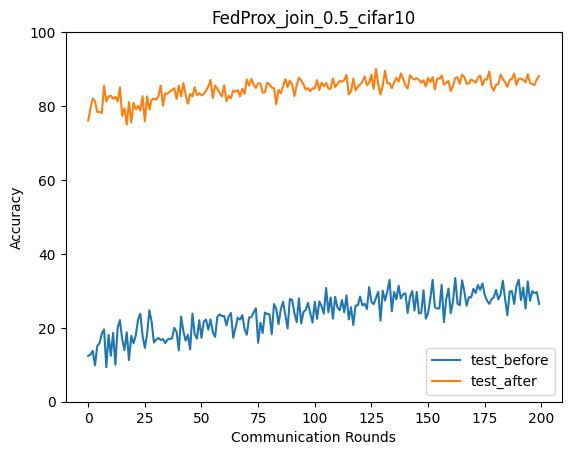 FedProx_join_0.5_cifar10
100
80
60
40
20
0
Accuracy
0 25 50 75 100 125 150 175 200
Communication Rounds
test_before
test_after